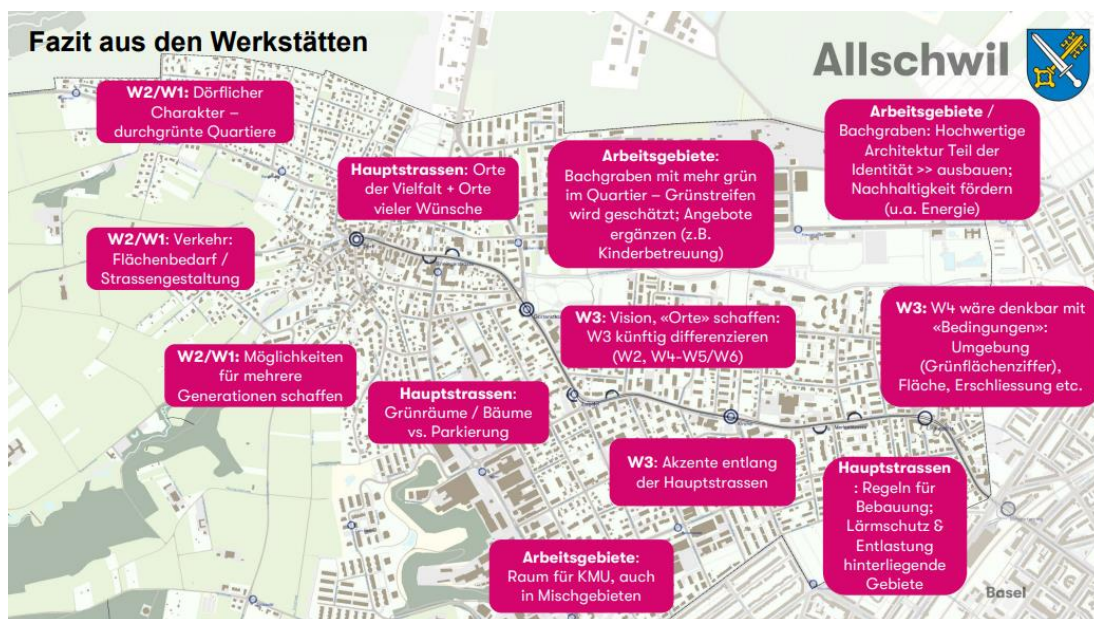 Fazit aus den Werkstätten
Allschwil
W2/W1: Dörflicher
Charakter –
durchgrünte Quartiere
Hauptstrassen: Orte
der Vielfalt + Orte
vieler Wünsche
Arbeitsgebiete:
Bachgraben mit mehr grün
im Quartier – Grünstreifen
wird geschätzt; Angebote
ergänzen (z.B.
Kinderbetreuung)
Arbeitsgebiete /
Bachgraben: Hochwertige
Architektur Teil der
Identität >> ausbauen;
Nachhaltigkeit fördern
(u.a. Energie)
W2/W1: Verkehr:
Flächenbedarf /
Strassengestaltung
W3: Vision, «Orte» schaffen:
W3 künftig differenzieren
(W2, W4-W5/W6)
W3: W4 wäre denkbar mit
«Bedingungen»:
Umgebung
(Grünflächenziffer),
Fläche, Erschliessung etc.
W2/W1: Möglichkeiten
für mehrere
Generationen schaffen
Hauptstrassen:
Grünräume / Bäume
vs. Parkierung
W3: Akzente entlang
der Hauptstrassen
Hauptstrassen
: Regeln für
Bebauung;
Lärmschutz &
Entlastung
hinterliegende
Gebiete
Arbeitsgebiete:
Raum für KMU, auch
in Mischgebieten
Basel